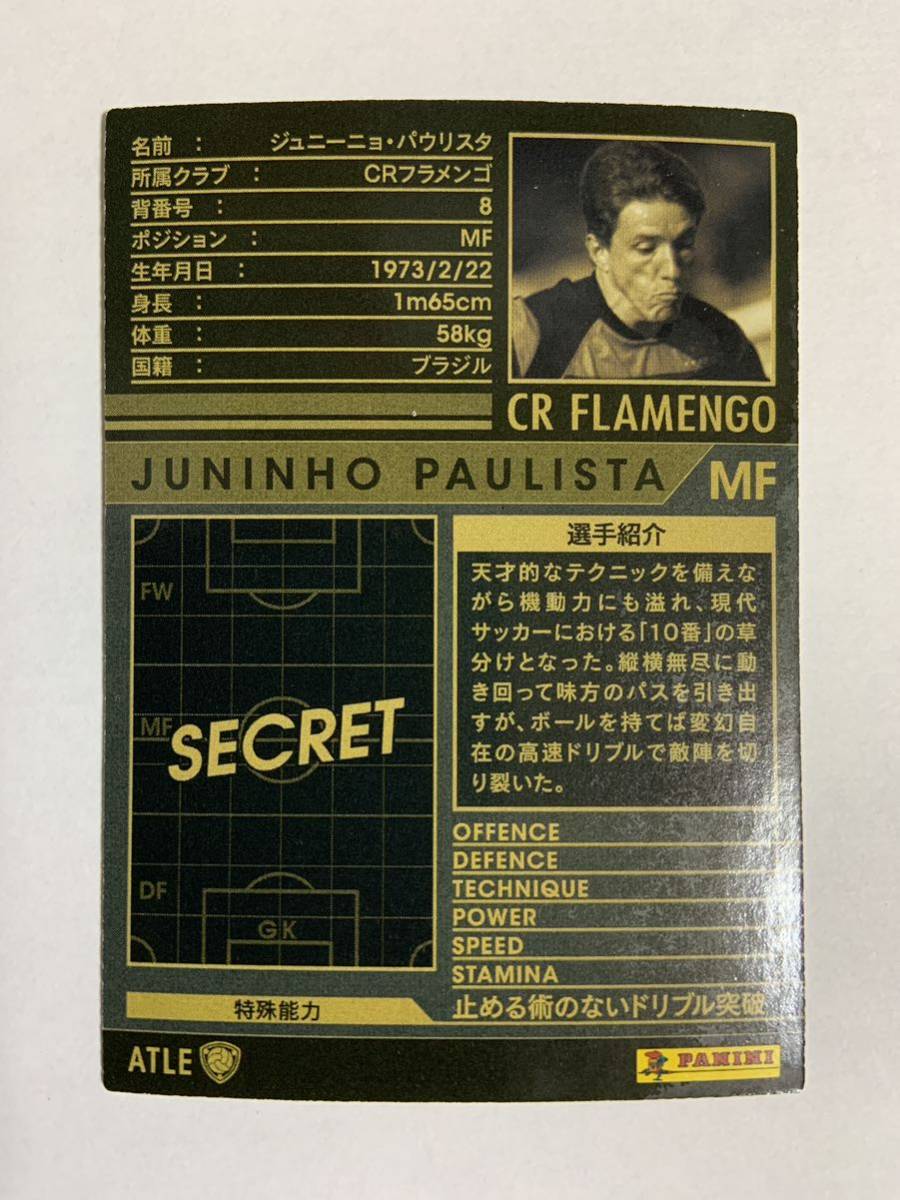 名前 : ジュニーニョ・パウリスタ
所属クラブ : CRフラメンゴ
背番号 : 8
ポジション : MF
生年月日 : 1973/2/22
身長 : 1m65cm
体重 : 58kg
国籍 : ブラジル
CR FLAMENGO
JUNINHO PAULISTA MF
FW
MF
SECRET
DF
GK
選手紹介
天才的なテクニックを備えな
がら機動力にも溢れ、現代
サッカーにおける「10番」の草
分けとなった。縦横無尽に動
き回って味方のパスを引き出
すが、ボールを持てば変幻自
在の高速ドリブルで敵陣を切
り裂いた。
OFFENCE
DEFENCE
TECHNIQUE
POWER
SPEED
STAMINA
特殊能力 止める術のないドリブル突破
ATLE
PANINI